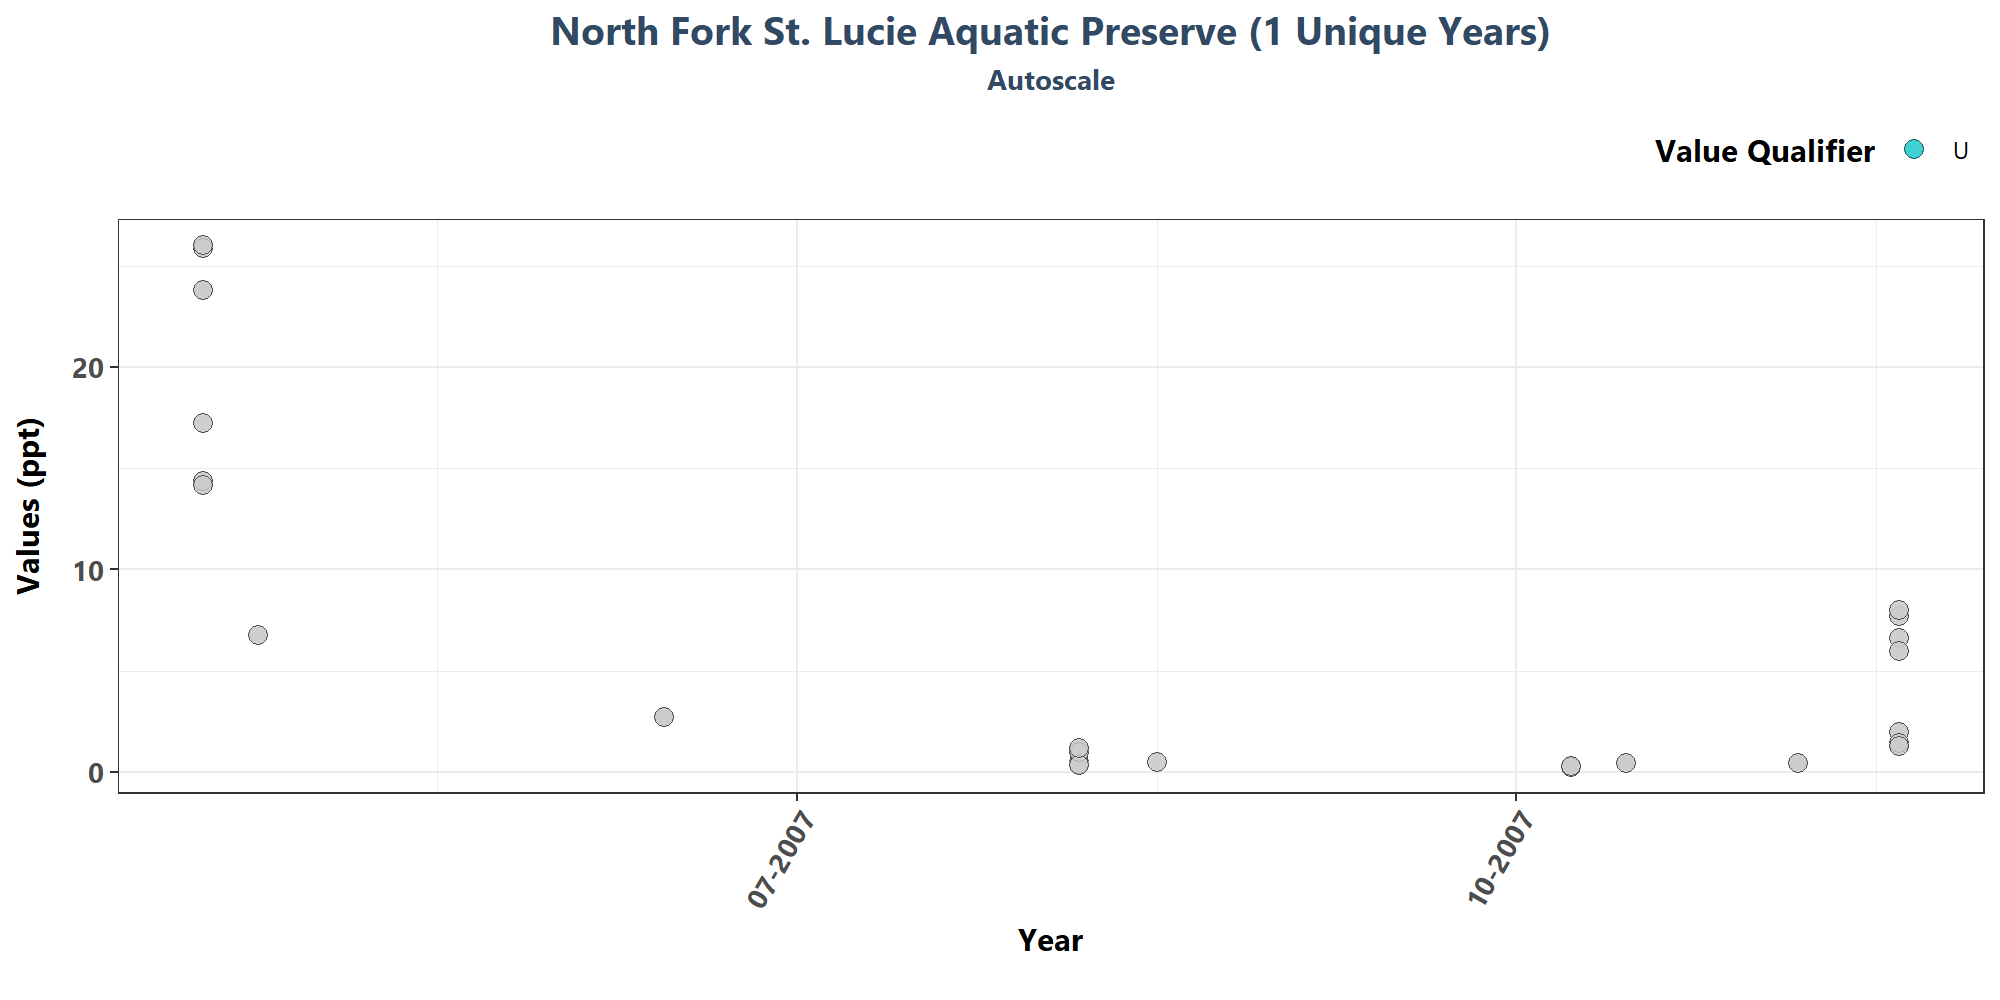 North Fork St. Lucie Aquatic Preserve (1 Unique Years)
Autoscale
Value Qualifier U
Values (ppt)
20
10
0
07-2007
10-2007
Year